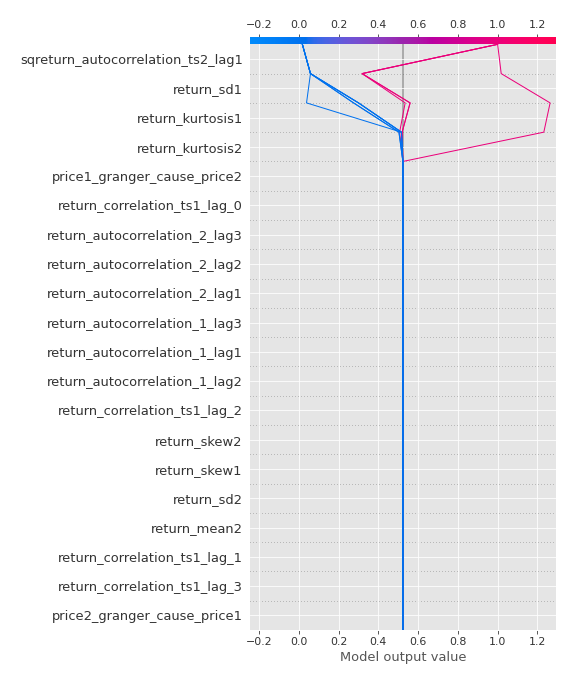 −0.2 0.0 0.2 0.4 0.6 0.8 1.0 1.2
sqreturn_autocorrelation_ts2_lag1
return_sd1
return_kurtosis1
return_kurtosis2
price1_granger_cause_price2
return_correlation_ts1_lag_0
return_autocorrelation_2_lag3
return_autocorrelation_2_lag2
return_autocorrelation_2_lag1
return_autocorrelation_1_lag3
return_autocorrelation_1_lag1
return_autocorrelation_1_lag2
return_correlation_ts1_lag_2
return_skew2
return_skew1
return_sd2
return_mean2
return_correlation_ts1_lag_1
return_correlation_ts1_lag_3
price2_granger_cause_price1
−0.2 0.0 0.2 0.4 0.6 0.8 1.0 1.2
Model output value